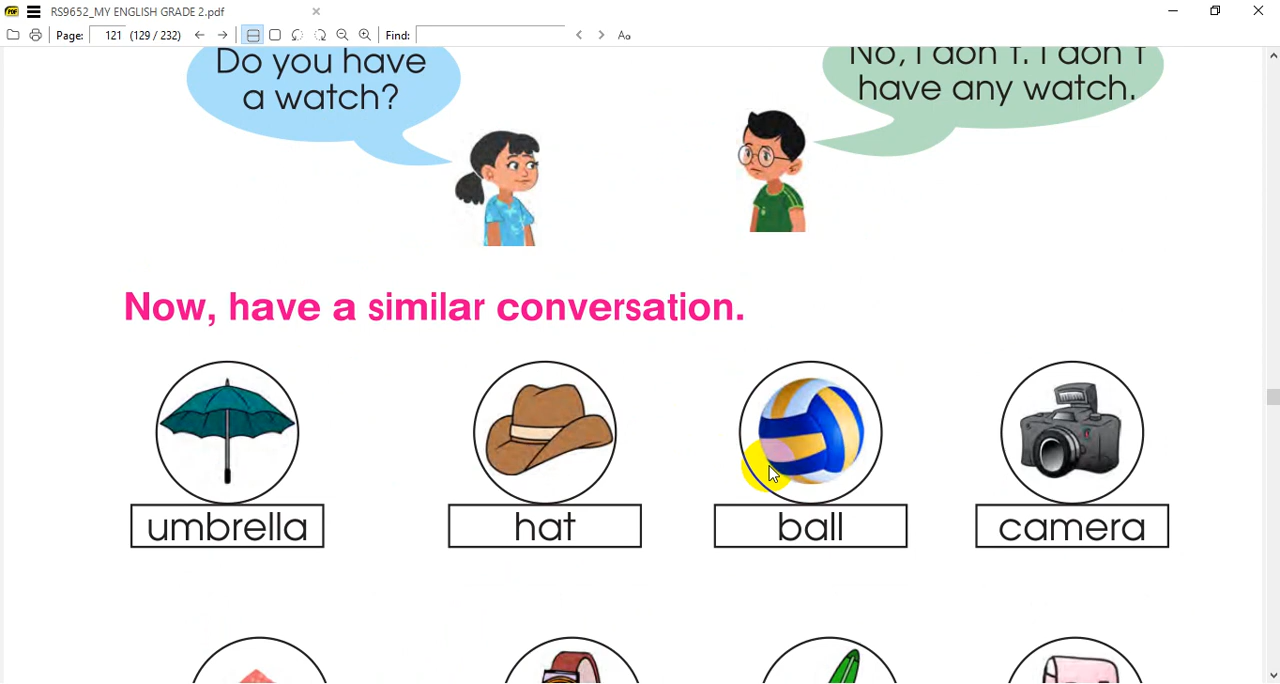 RS9652_MY ENGLISH GRADE 2.pdf
Page: 121 (129 / 232) Find: Aa
Do you have
a watch?
No, I don't. I don't
have any watch.
Now, have a similar conversation.
umbrella hat ball camera